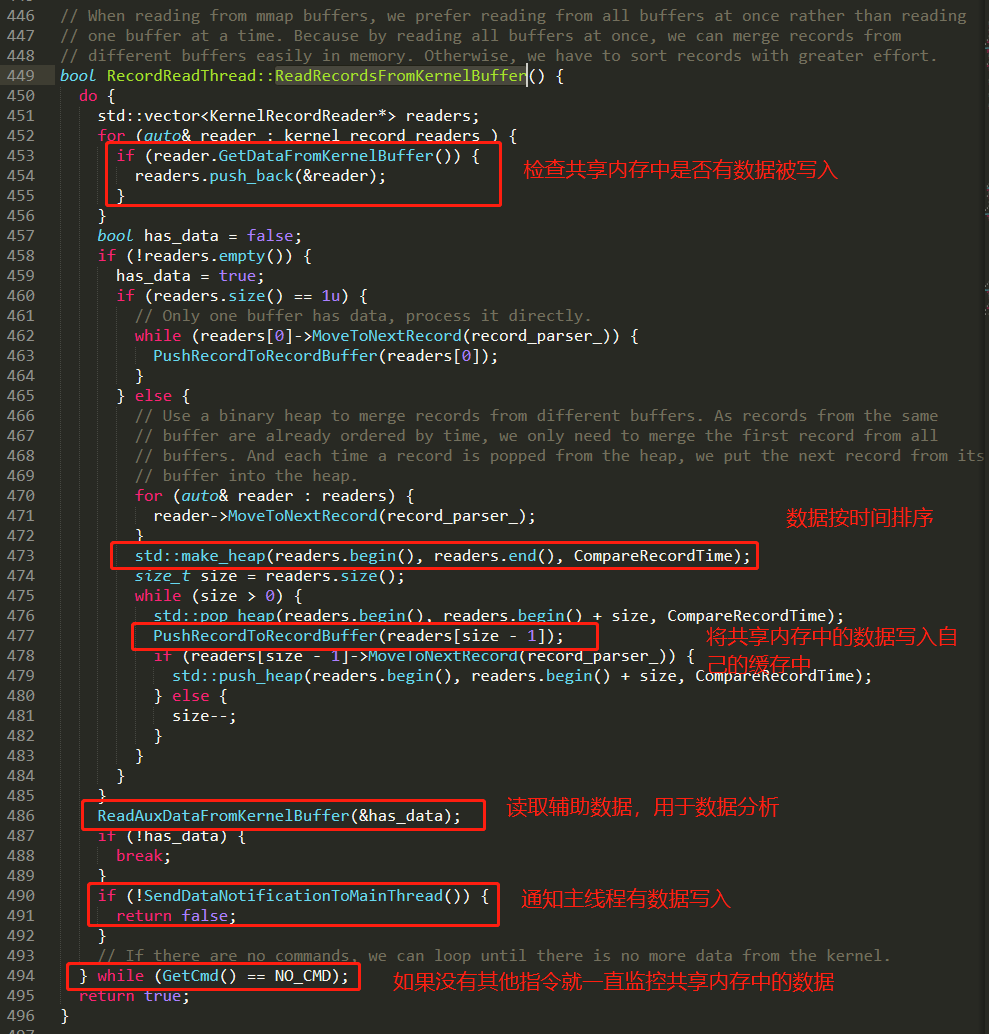 446 // When reading from mmap buffers, we prefer reading from all buffers at once rather than reading
447 // one buffer at a time. Because by reading all buffers at once, we can merge records from
448 // different buffers easily in memory. Otherwise, we have to sort records with greater effort.
449 bool RecordReadThread::ReadRecordsFromKernelBuffer() {
450 do {
451 std::vector<KernelRecordReader*> readers;
452 for (auto& reader : kernel_record_readers_) {
453 if (reader.GetDataFromKernelBuffer()) {
454 readers.push_back(&reader); 检查共享内存中是否有数据被写入
455 }
456 }
457 bool has_data = false;
458 if (!readers.empty()) {
459 has_data = true;
460 if (readers.size() == 1u) {
461 // Only one buffer has data, process it directly.
462 while (readers[0]->MoveToNextRecord(record_parser_)) {
463 PushRecordToRecordBuffer(readers[0]);
464 }
465 } else {
466 // Use a binary heap to merge records from different buffers. As records from the same
467 // buffer are already ordered by time, we only need to merge the first record from all
468 // buffers. And each time a record is popped from the heap, we put the next record from its
469 // buffer into the heap.
470 for (auto& reader : readers) {
471 reader->MoveToNextRecord(record_parser_); 数据按时间排序
472 }
473 std::make_heap(readers.begin(), readers.end(), CompareRecordTime);
474 size_t size = readers.size();
475 while (size > 0) {
476 std::pop_heap(readers.begin(), readers.begin() + size, CompareRecordTime);
477 PushRecordToRecordBuffer(readers[size - 1]); 将共享内存中的数据写入自
478 if (readers[size - 1]->MoveToNextRecord(record_parser_)) { 己的缓存中
479 std::push_heap(readers.begin(), readers.begin() + size, CompareRecordTime);
480 } else {
481 size--;
482 }
483 }
484 }
485 }
486 ReadAuxDataFromKernelBuffer(&has_data); 读取辅助数据，用于数据分析
487 if (!has_data) {
488 break;
489 }
490 if (!SendDataNotificationToMainThread()) { 通知主线程有数据写入
491 return false;
492 }
493 // If there are no commands, we can loop until there is no more data from the kernel.
494 } while (GetCmd() == NO_CMD); 如果没有其他指令就一直监控共享内存中的数据
495 return true;
496 }